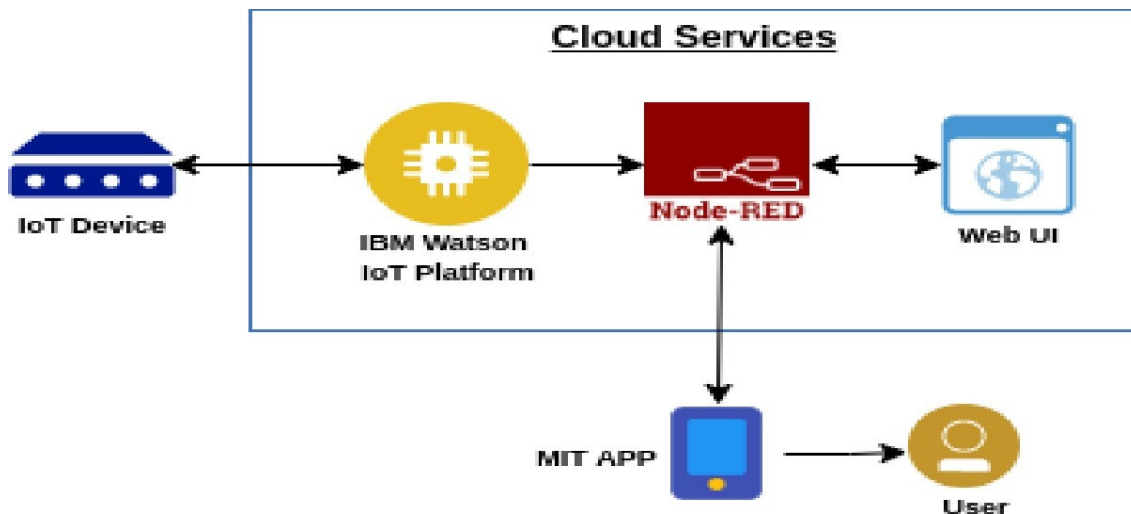 Cloud Services
IoT Device
IBM Watson
IoT Platform
Node-RED
Web UI
MIT APP
User